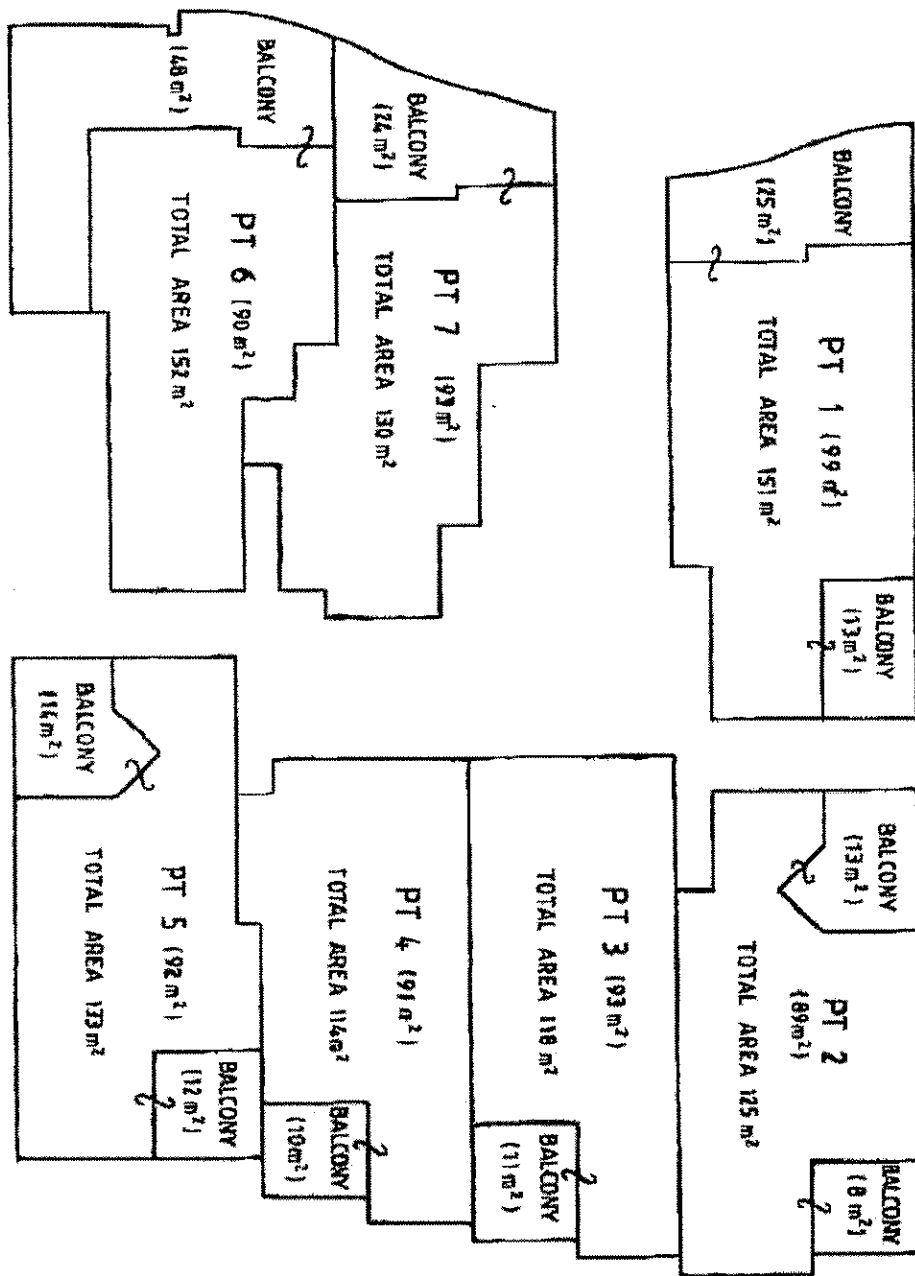 BALCONY
(25 m²)
PT 1 (99 m²)
TOTAL AREA 151 m²
BALCONY
(13 m²)
BALCONY
(13 m²)
PT 2
(89 m²)
TOTAL AREA 125 m²
BALCONY
(8 m²)
PT 3 (93 m²)
TOTAL AREA 118 m²
BALCONY
(11 m²)
BALCONY
(24 m²)
PT 7 (93 m²)
TOTAL AREA 130 m²
PT 4 (91 m²)
TOTAL AREA 114 m²
BALCONY
(10 m²)
BALCONY
(48 m²)
PT 6 (90 m²)
TOTAL AREA 152 m²
BALCONY
(14 m²)
PT 5 (92 m²)
TOTAL AREA 133 m²
BALCONY
(12 m²)